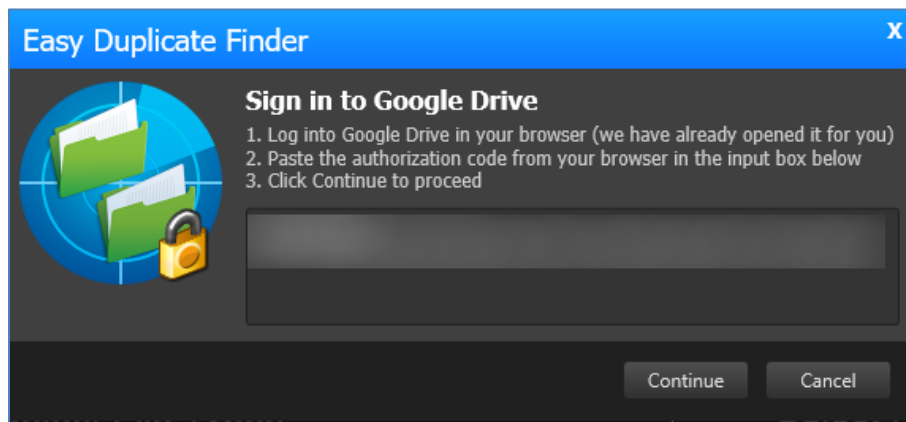 Easy Duplicate Finder
X
Sign in to Google Drive
1. Log into Google Drive in your browser (we have already opened it for you)
2. Paste the authorization code from your browser in the input box below
3. Click Continue to proceed
Continue
Cancel